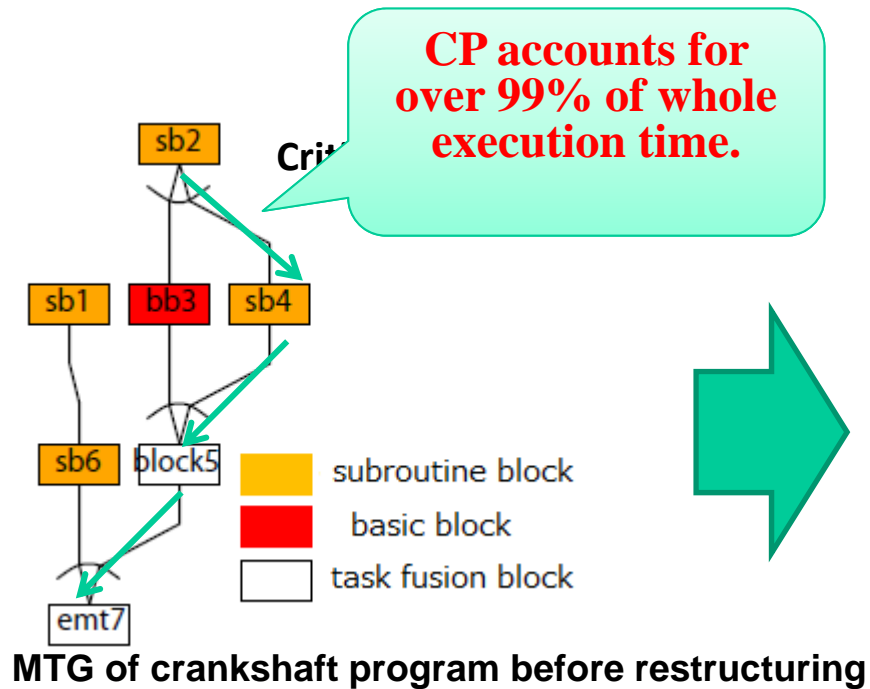 CP accounts for
over 99% of whole
execution time.
sb2
Crit
sb1
bb3
sb4
sb6
block5
subroutine block
basic block
task fusion block
emt7
MTG of crankshaft program before restructuring